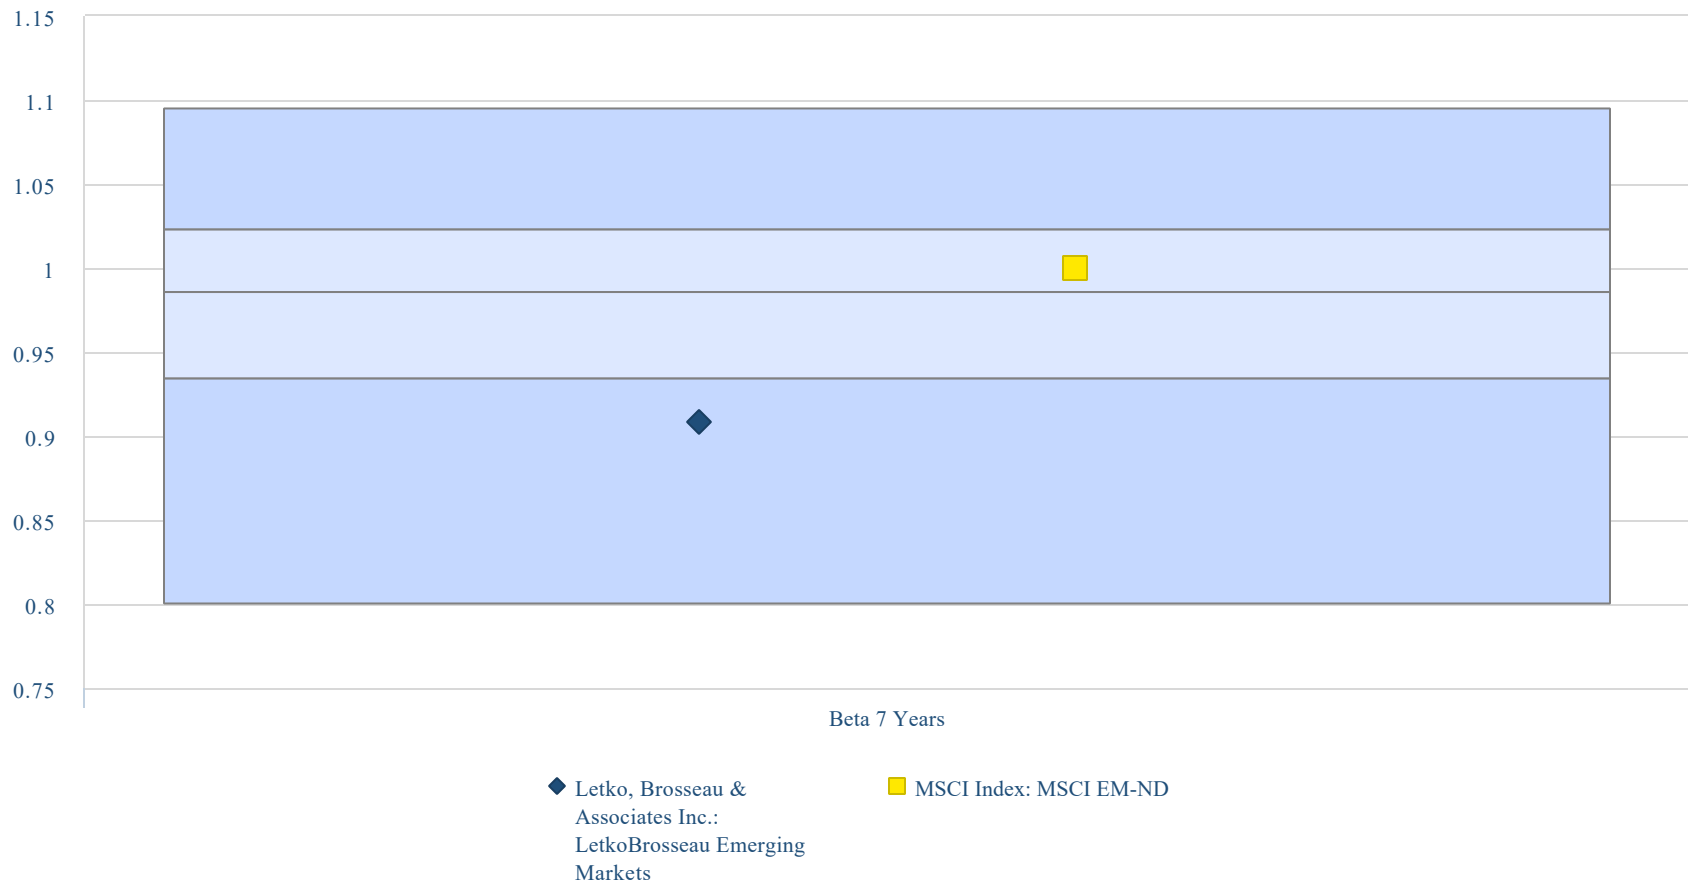 1.15
1.1
1.05
1
0.95
0.9
0.85
0.8
0.75
Beta 7 Years
Letko, Brosseau &
Associates Inc.:
LetkoBrosseau Emerging
Markets
MSCI Index: MSCI EM-ND